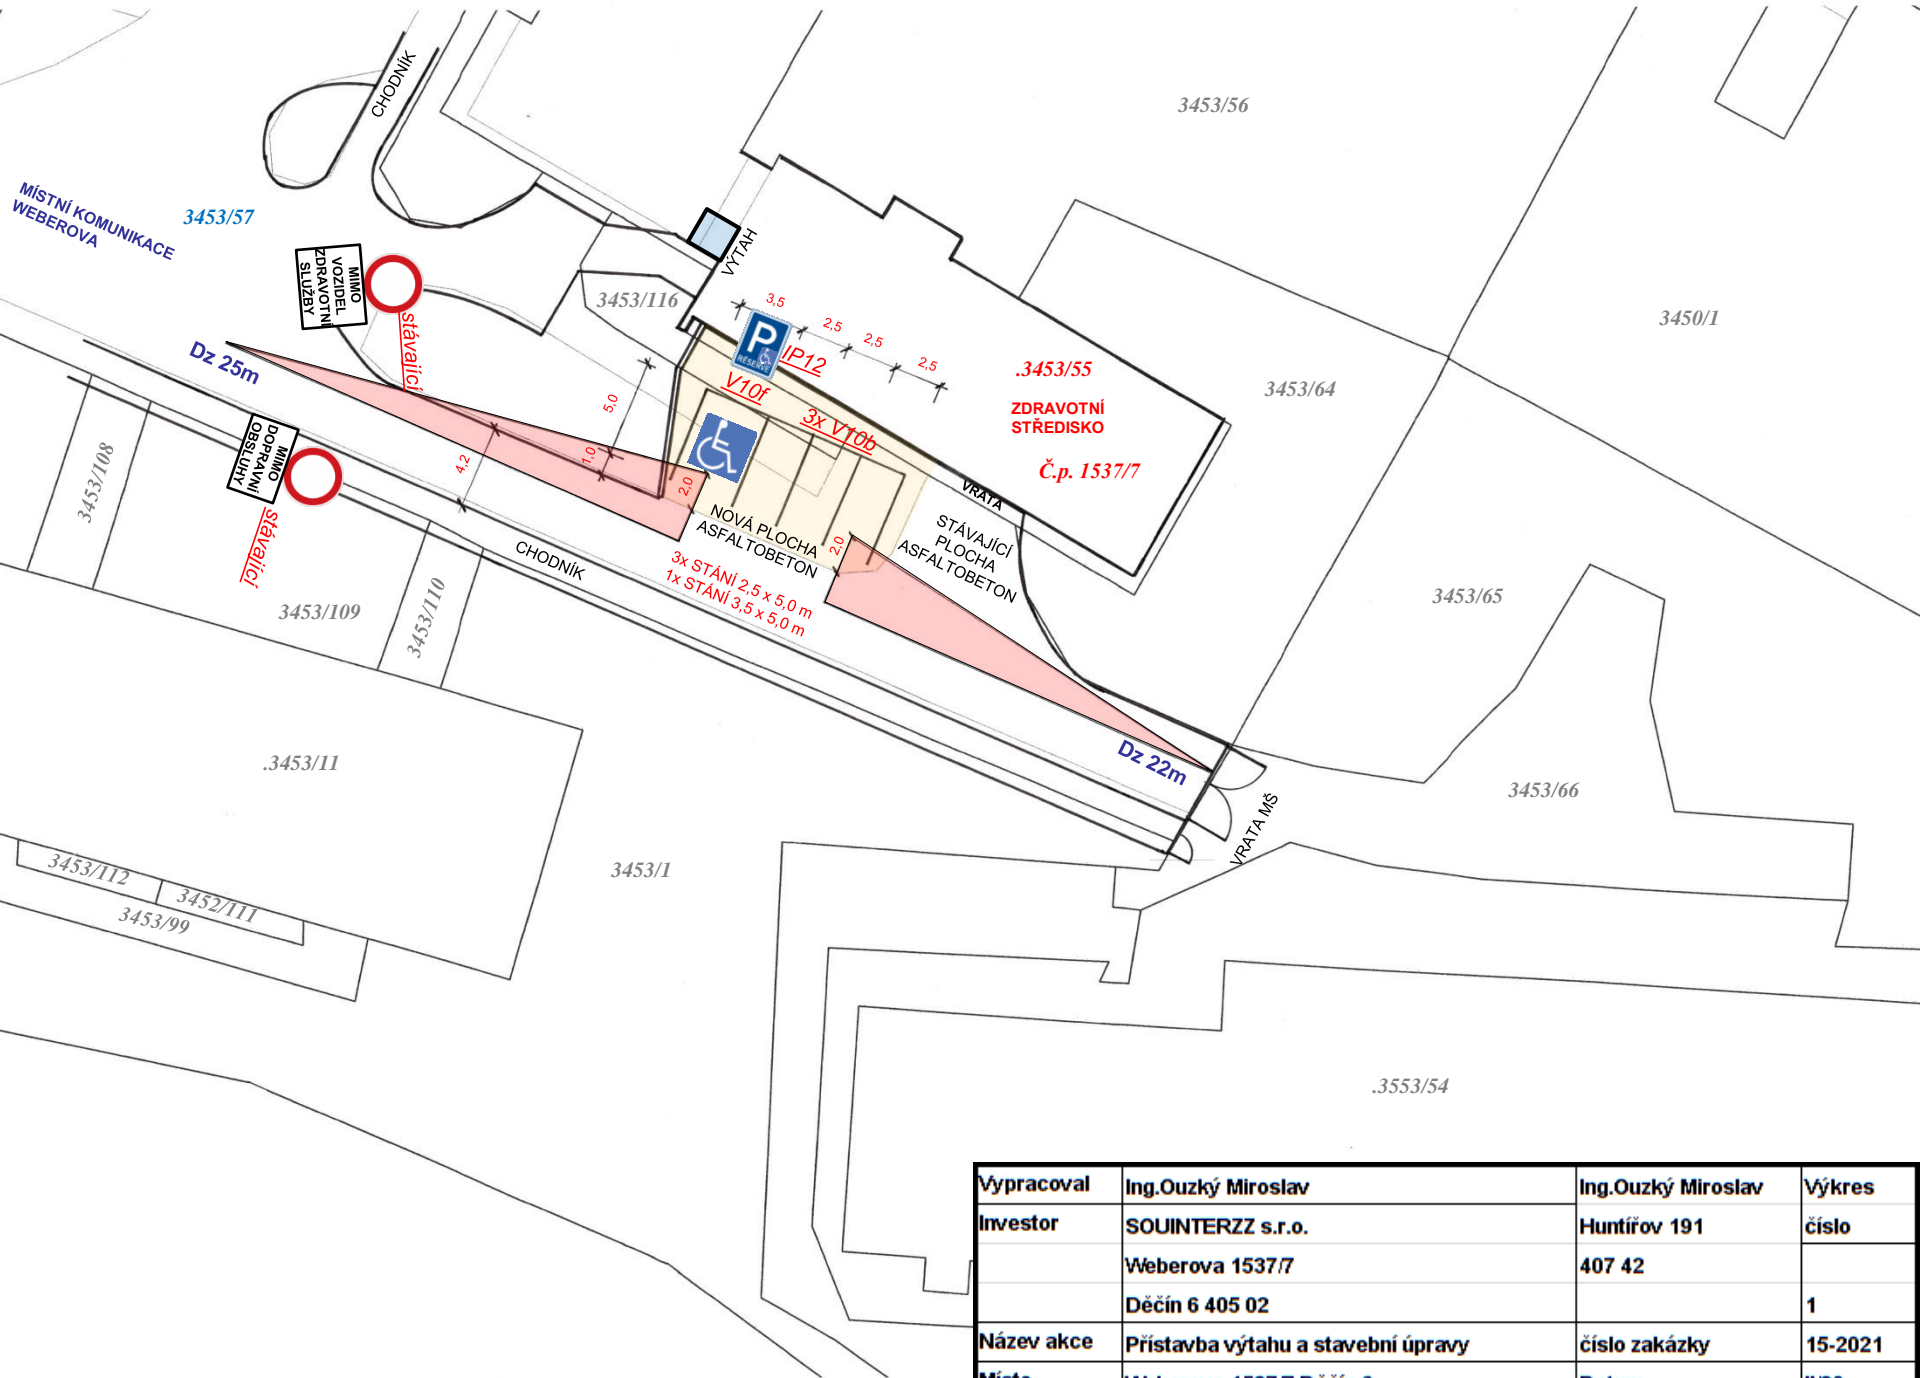 CHODNÍK
3453/56
MÍSTNÍ KOMUNIKACE
WEBEROVA
3453/57
VÝTAH
MIMO
VOZIDEL
ZDRAVOTNÍ
SLUŽBY
stávající
3453/116
3,5
2,5
2,5
2,5
P
RÉSERVÉ
IP12
V10f
3x V10b
3450/1
.3453/55
ZDRAVOTNÍ
STŘEDISKO
Č.p. 1537/7
3453/64
Dz 25m
5,0
4,2
1,0
2,0
MIMO
DOPRAVNÍ
OBSLUHY
stávající
3453/108
VRATA
NOVÁ PLOCHA
ASFALTOBETON
2,0
STÁVAJÍCÍ
PLOCHA
ASFALTOBETON
CHODNÍK
3x STÁNÍ 2,5 x 5,0 m
1x STÁNÍ 3,5 x 5,0 m
3453/109
3453/110
3453/65
Dz 22m
.3453/11
3453/66
VRATA MŠ
3453/1
3453/112
3452/111
3453/99
.3553/54
Vypracoval Ing.Ouzký Miroslav Ing.Ouzký Miroslav Výkres
Investor SOUINTERZZ s.r.o. Huntířov 191 číslo
Weberova 1537/7 407 42
Děčín 6 405 02 1
Název akce Přístavba výtahu a stavební úpravy číslo zakázky 15-2021